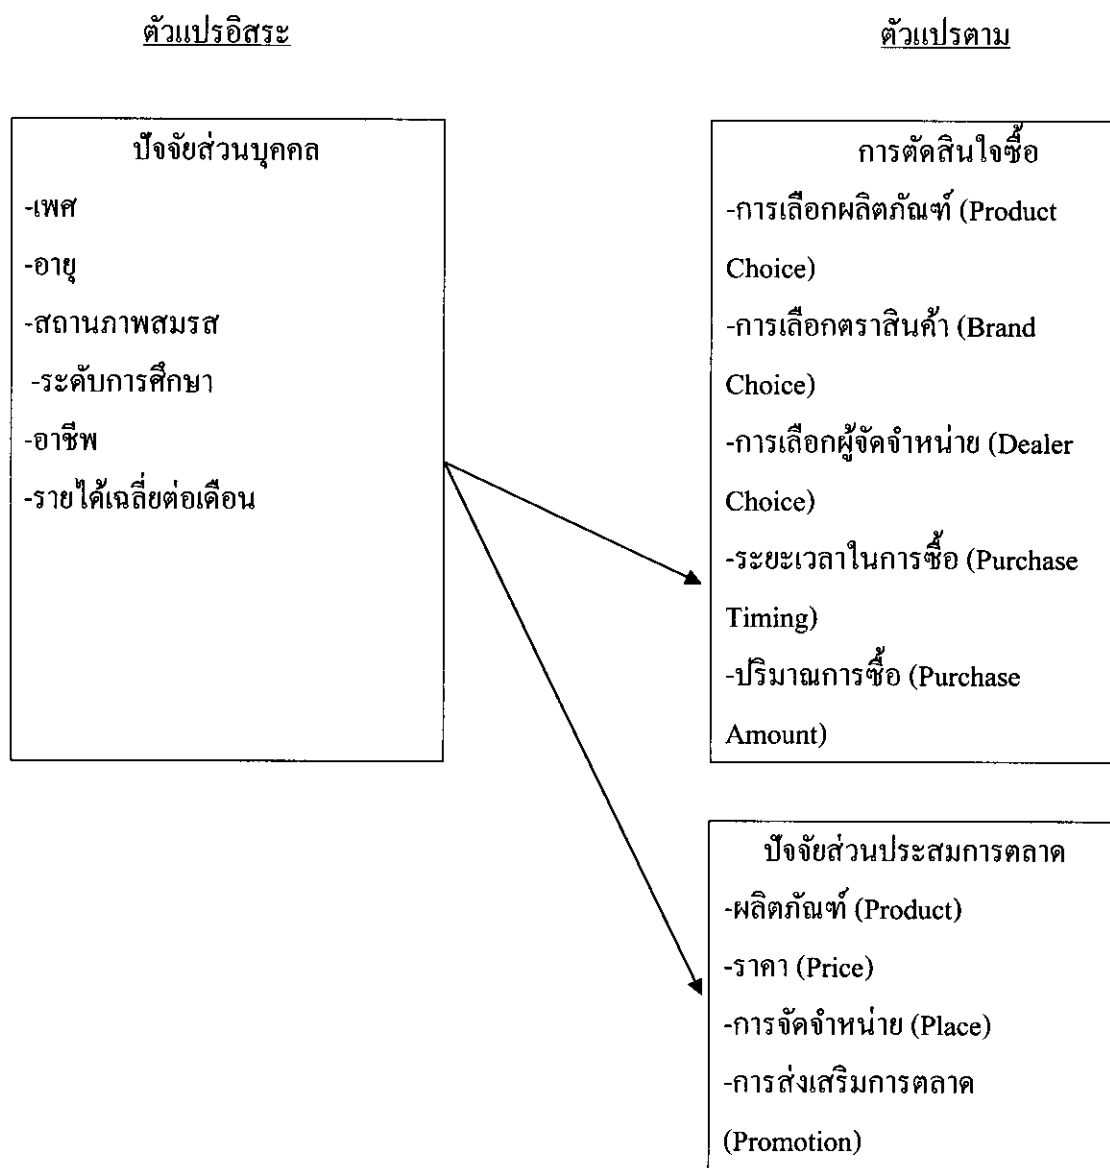 ตัวแปรอิสระ
ตัวแปรตาม
ปัจจัยส่วนบุคคล
-เพศ
-อายุ
-สถานภาพสมรส
-ระดับการศึกษา
-อาชีพ
-รายได้เฉลี่ยต่อเดือน
การตัดสินใจซื้อ
-การเลือกผลิตภัณฑ์ (Product
Choice)
-การเลือกตราสินค้า (Brand
Choice)
-การเลือกผู้จัดจำหน่าย (Dealer
Choice)
-ระยะเวลาในการซื้อ (Purchase
Timing)
-ปริมาณการซื้อ (Purchase
Amount)
ปัจจัยส่วนประสมการตลาด
-ผลิตภัณฑ์ (Product)
-ราคา (Price)
-การจัดจำหน่าย (Place)
-การส่งเสริมการตลาด
(Promotion)